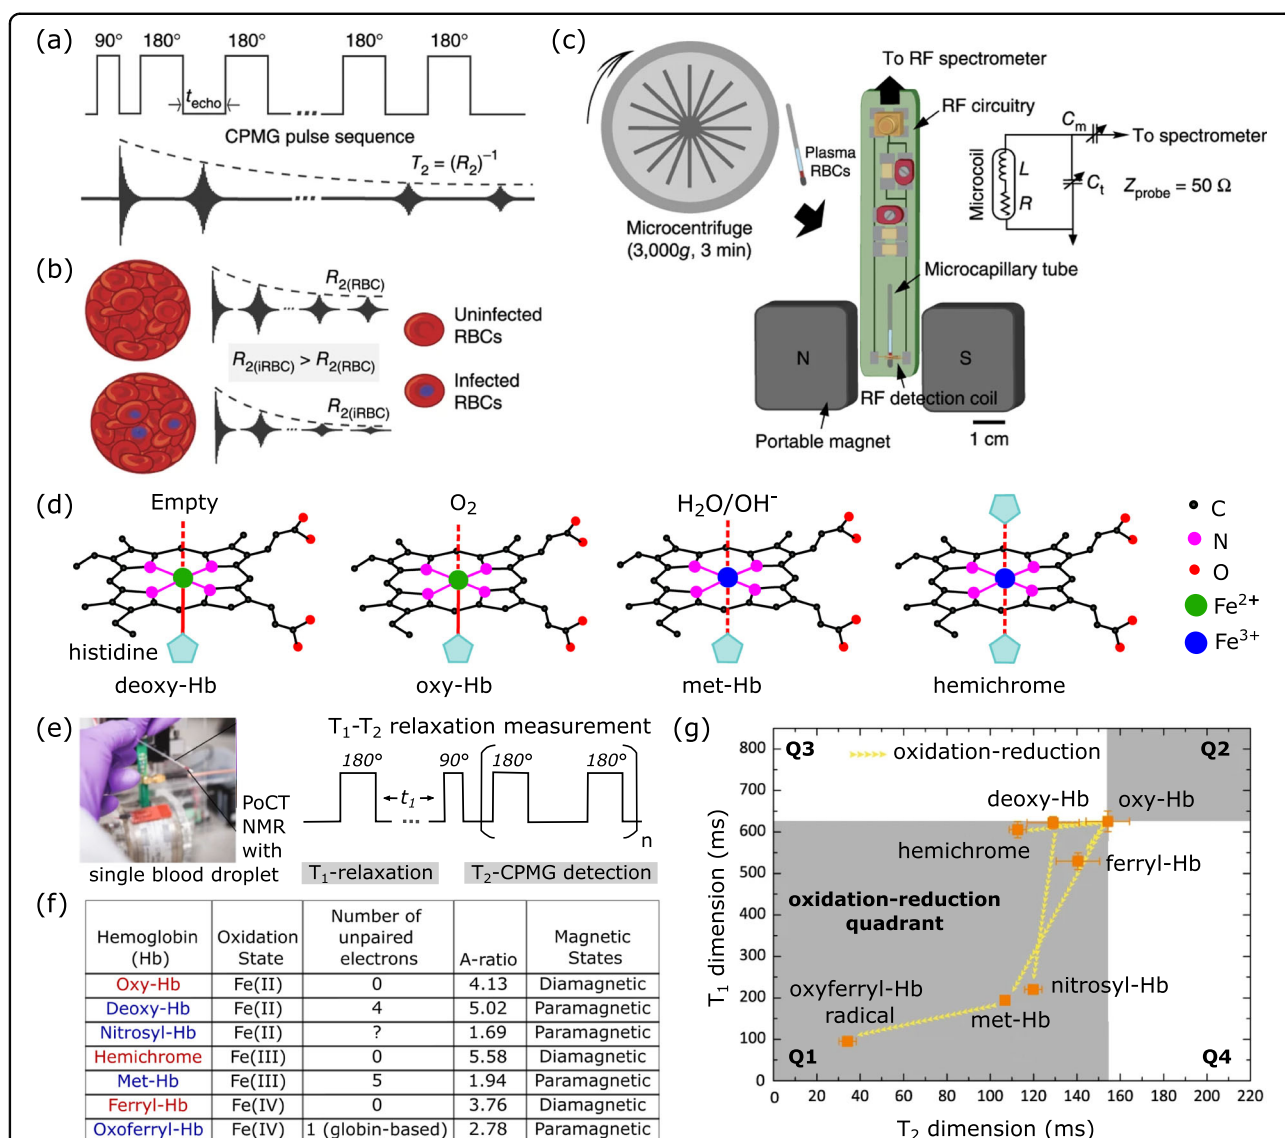 (a)
90° 180° 180° 180° 180°
t_echo
CPMG pulse sequence
T₂ = (R₂)⁻¹
(b)
R₂(RBC)
R₂(iRBC) > R₂(RBC)
R₂(iRBC)
Uninfected
RBCs
Infected
RBCs
(c)
Microcentrifuge
(3,000g, 3 min)
Plasma
RBCs
To RF spectrometer
RF circuitry
Microcapillary tube
N
S
RF detection coil
Portable magnet
1 cm
Microcoil
L
R
C_m
C_t
To spectrometer
Z_probe = 50 Ω
(d)
Empty
histidine
deoxy-Hb
O₂
oxy-Hb
H₂O/OH⁻
met-Hb
hemichrome
C
N
O
Fe²⁺
Fe³⁺
(e)
PoCT
NMR
with
single blood droplet
T₁-T₂ relaxation measurement
180° 90° 180° 180°
t₁
n
T₁-relaxation T₂-CPMG detection
(f)
Hemoglobin (Hb) Oxidation State Number of unpaired electrons A-ratio Magnetic States
Oxy-Hb Fe(II) 0 4.13 Diamagnetic
Deoxy-Hb Fe(II) 4 5.02 Paramagnetic
Nitrosyl-Hb Fe(II) ? 1.69 Paramagnetic
Hemichrome Fe(III) 0 5.58 Diamagnetic
Met-Hb Fe(III) 5 1.94 Paramagnetic
Ferryl-Hb Fe(IV) 0 3.76 Diamagnetic
Oxoferryl-Hb Fe(IV) 1 (globin-based) 2.78 Paramagnetic
(g)
Q3
oxidation-reduction
Q2
deoxy-Hb
oxy-Hb
hemichrome
ferryl-Hb
oxidation-reduction
quadrant
nitrosyl-Hb
oxyferryl-Hb
radical
met-Hb
Q1
Q4
T₁ dimension (ms)
800
700
600
500
400
300
200
100
0
0 20 40 60 80 100 120 140 160 180 200 220
T₂ dimension (ms)